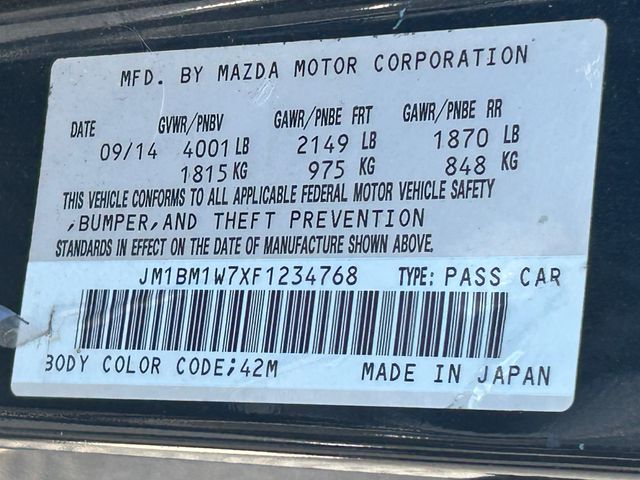 MFD. BY MAZDA MOTOR CORPORATION
DATE GVWR/PNBV GAWR/PNBE FRT GAWR/PNBE RR
09/14 4001 LB 2149 LB 1870 LB
1815 KG 975 KG 848 KG
THIS VEHICLE CONFORMS TO ALL APPLICABLE FEDERAL MOTOR VEHICLE SAFETY
,BUMPER,AND THEFT PREVENTION
STANDARDS IN EFFECT ON THE DATE OF MANUFACTURE SHOWN ABOVE.
JM1BM1W7XF1234768 TYPE: PASS CAR
BODY COLOR CODE;42M MADE IN JAPAN